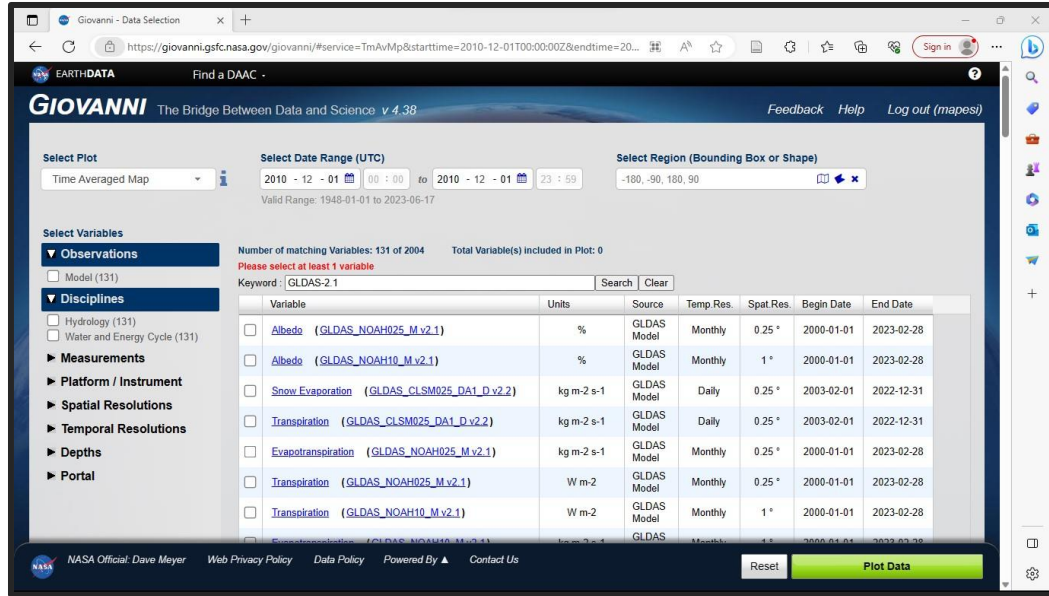 Giovanni - Data Selection
https://giovanni.gsfc.nasa.gov/giovanni/#service=TmAvMp&starttime=2010-12-01T00:00:00Z&endtime=20...
Sign in
EARTHDATA Find a DAAC
GIOVANNI The Bridge Between Data and Science v 4.38 Feedback Help Log out (mapesi)
Select Plot Select Date Range (UTC) Select Region (Bounding Box or Shape)
Time Averaged Map 2010 - 12 - 01 00 : 00 to 2010 - 12 - 01 23 : 59 -180, -90, 180, 90
Valid Range: 1948-01-01 to 2023-06-17
Select Variables
Observations
Model (131)
Disciplines
Hydrology (131)
Water and Energy Cycle (131)
Measurements
Platform / Instrument
Spatial Resolutions
Temporal Resolutions
Depths
Portal
Number of matching Variables: 131 of 2004 Total Variable(s) included in Plot: 0
Please select at least 1 variable
Keyword : GLDAS-2.1 Search Clear
Variable Units Source Temp.Res. Spat.Res. Begin Date End Date
Albedo (GLDAS_NOAH025_M v2.1) % GLDAS Model Monthly 0.25 ° 2000-01-01 2023-02-28
Albedo (GLDAS_NOAH10_M v2.1) % GLDAS Model Monthly 1 ° 2000-01-01 2023-02-28
Snow Evaporation (GLDAS_CLSM025_DA1_D v2.2) kg m-2 s-1 GLDAS Model Daily 0.25 ° 2003-02-01 2022-12-31
Transpiration (GLDAS_CLSM025_DA1_D v2.2) kg m-2 s-1 GLDAS Model Daily 0.25 ° 2003-02-01 2022-12-31
Evapotranspiration (GLDAS_NOAH025_M v2.1) kg m-2 s-1 GLDAS Model Monthly 0.25 ° 2000-01-01 2023-02-28
Transpiration (GLDAS_NOAH025_M v2.1) W m-2 GLDAS Model Monthly 0.25 ° 2000-01-01 2023-02-28
Transpiration (GLDAS_NOAH10_M v2.1) W m-2 GLDAS Model Monthly 1 ° 2000-01-01 2023-02-28
GLDAS
NASA Official: Dave Meyer Web Privacy Policy Data Policy Powered By ▲ Contact Us
Reset Plot Data